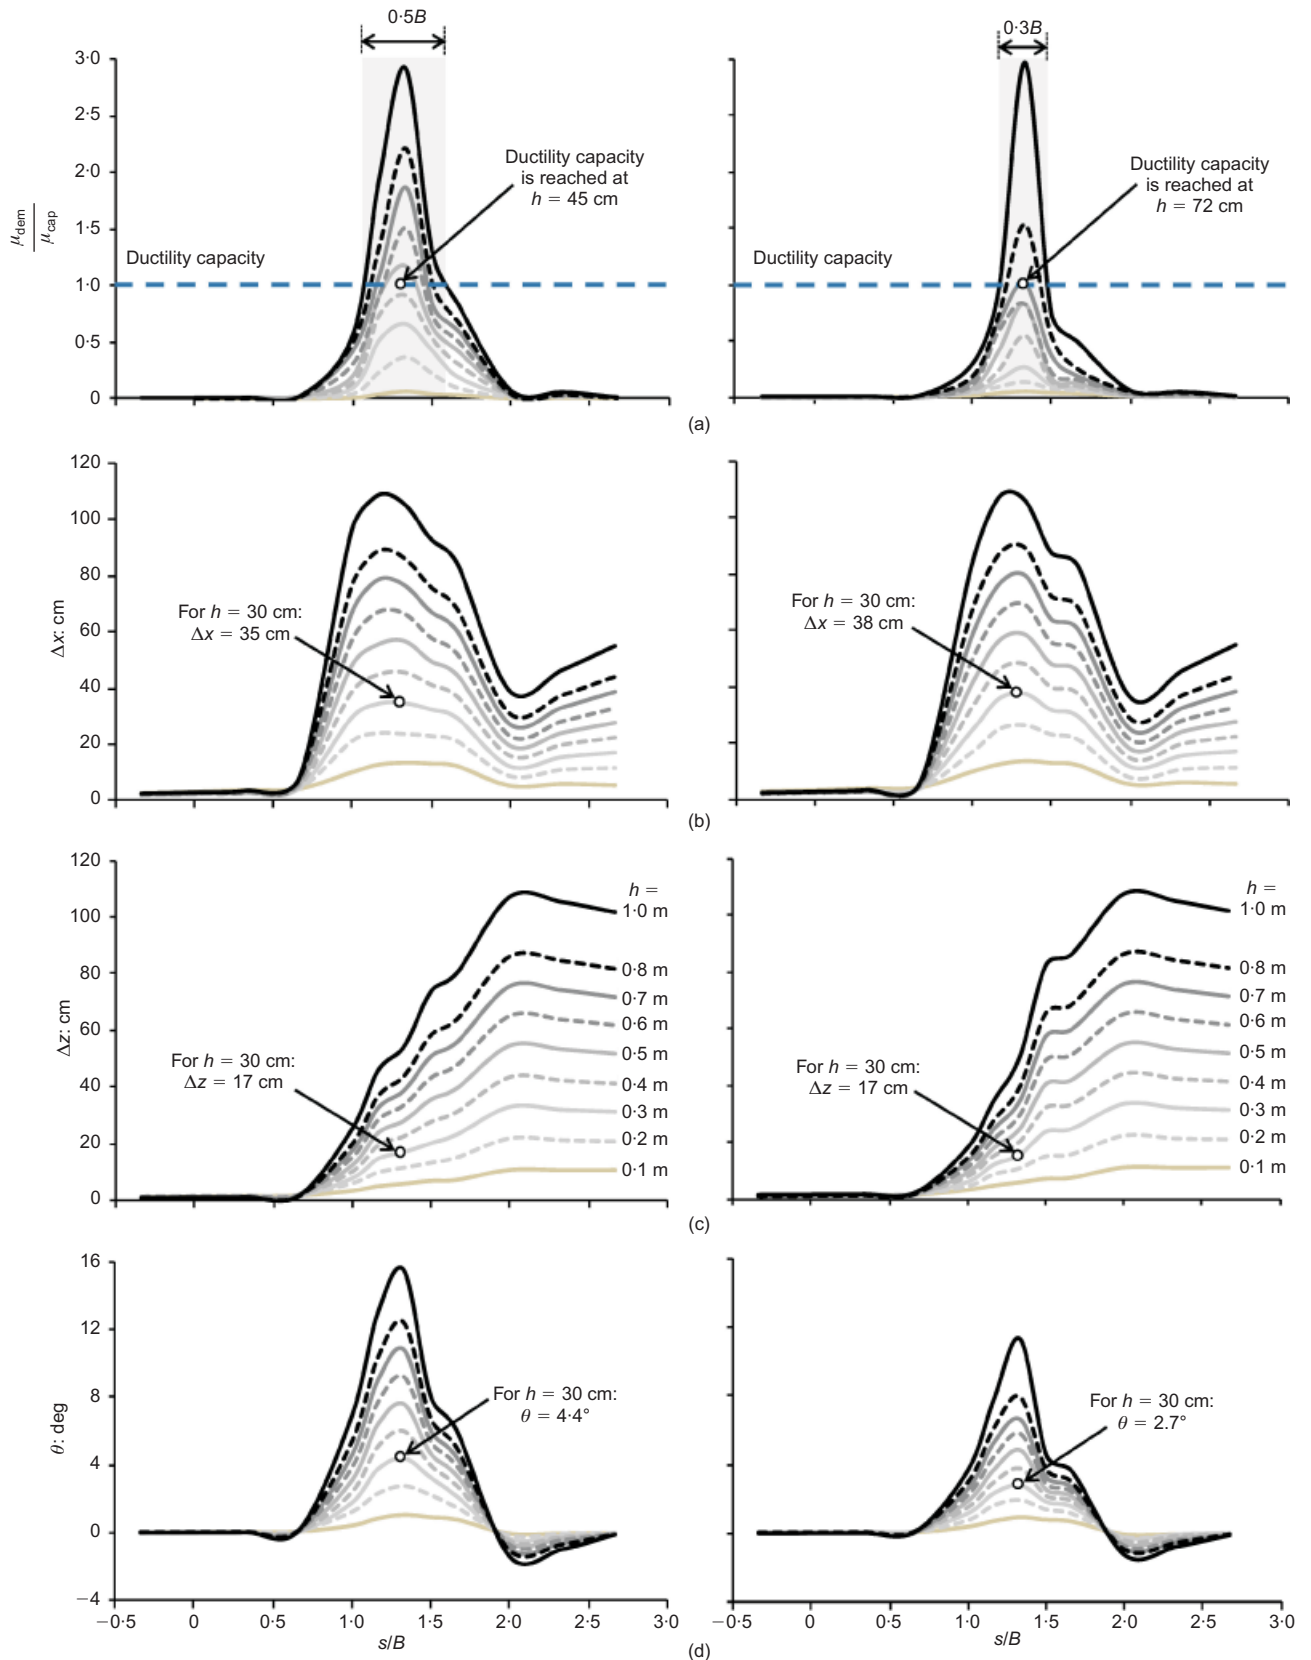 0·5B
0·3B
3·0
2·5
2·0
1·5
1·0
0·5
0
μdem
μcap
Ductility capacity
is reached at
h = 45 cm
Ductility capacity
Ductility capacity
is reached at
h = 72 cm
Ductility capacity
(a)
120
100
80
60
40
20
0
Δx: cm
For h = 30 cm:
Δx = 35 cm
For h = 30 cm:
Δx = 38 cm
(b)
120
100
80
60
40
20
0
Δz: cm
For h = 30 cm:
Δz = 17 cm
h =
1·0 m
0·8 m
0·7 m
0·6 m
0·5 m
0·4 m
0·3 m
0·2 m
0·1 m
For h = 30 cm:
Δz = 17 cm
h =
1·0 m
0·8 m
0·7 m
0·6 m
0·5 m
0·4 m
0·3 m
0·2 m
0·1 m
(c)
16
12
8
4
0
−4
θ: deg
For h = 30 cm:
θ = 4·4°
For h = 30 cm:
θ = 2.7°
−0·5 0 0·5 1·0 1·5 2·0 2·5 3·0
s/B
−0·5 0 0·5 1·0 1·5 2·0 2·5 3·0
s/B
(d)